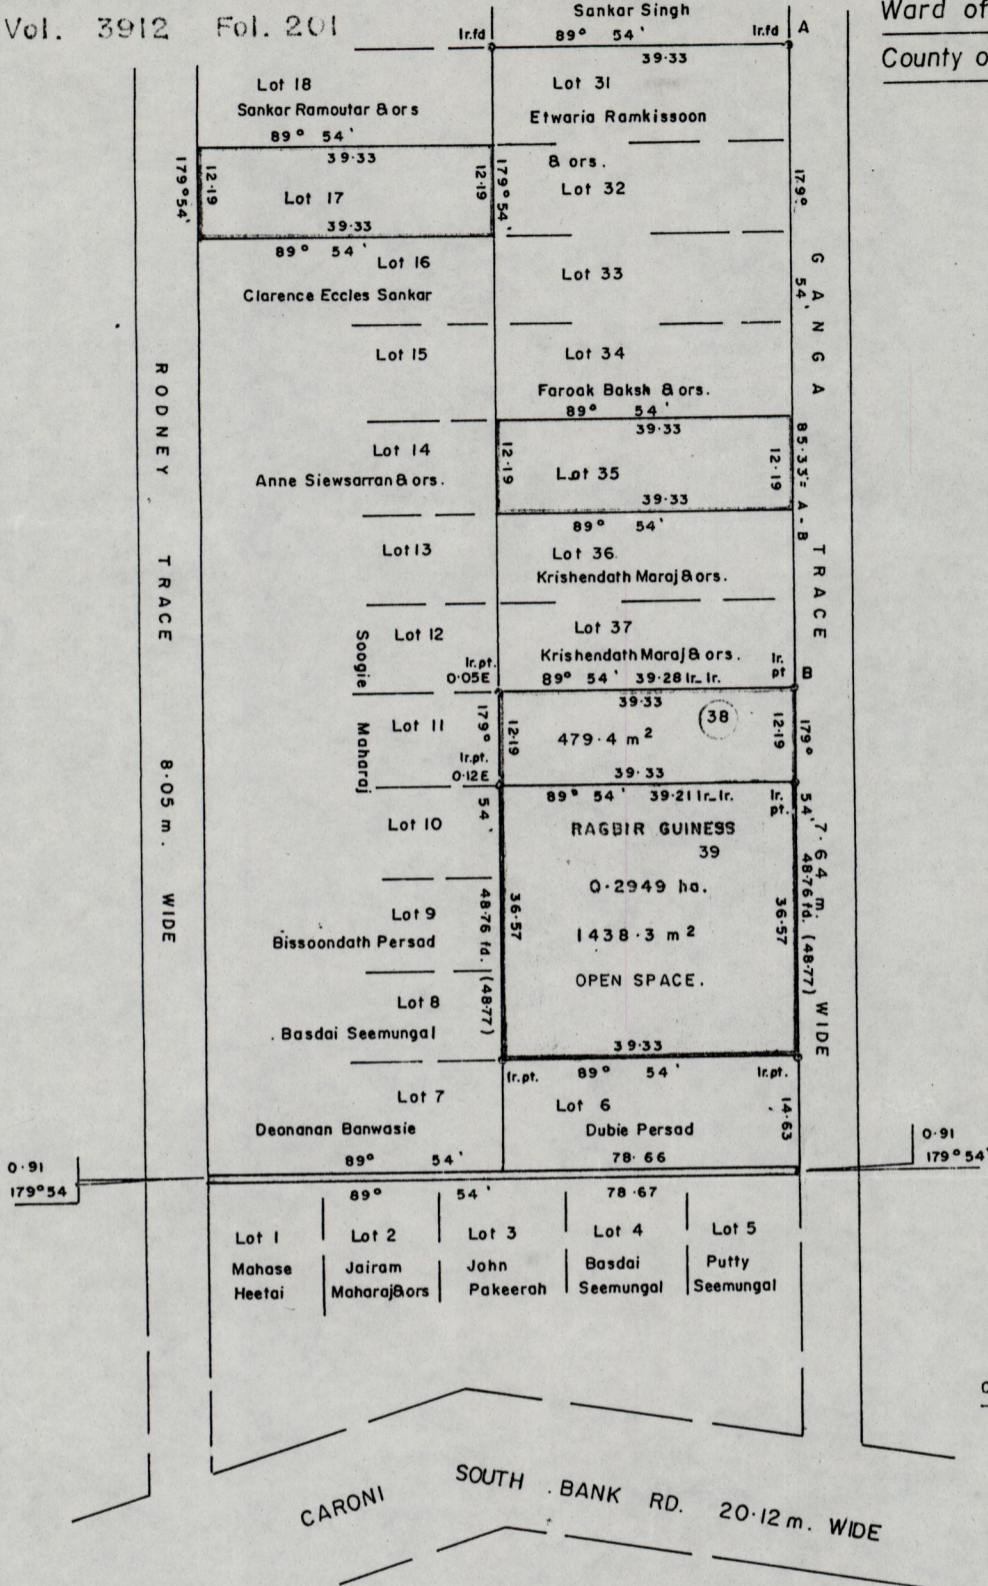 Vol. 3912 Fol. 201
Ward of
County o
Sankar Singh
Ir.fd 89° 54' Ir.fd A
39·33
Lot 18
Sankar Ramoutar & ors
89° 54'
39·33
179° 54'
12·19
Lot 17
12·19
179° 54'
39·33
89° 54'
Lot 31
Etwaria Ramkissoon
& ors.
Lot 32
179°
54'
Lot 16
Clarence Eccles Sankar
Lot 33
GANGA TRACE 7·64 m. WIDE
Lot 15
Lot 34
Farouk Baksh & ors.
89° 54'
39·33
Lot 14
Anne Siewsarran & ors.
12·19
Lot 35
12·19
39·33
89° 54'
85·33 = A-B
RODNEY TRACE 8·05 m. WIDE
Lot 13
Lot 36
Krishendath Maraj & ors.
Lot 12
Soogie Maharaj
Lot 37
Krishendath Maraj & ors.
Ir.pt.
0·05E
89° 54' 39·28 Ir_Ir.
Ir.
pt
B
39·33
Lot 11
179°
54'
12·19
479·4 m²
38
12·19
179°
54'
Ir.pt.
0·12E
39·33
89° 54' 39·21 Ir_Ir.
Ir.
pt.
Lot 10
RAGBIR GUINESS
39
0·2949 ha.
Lot 9
Bissoondath Persad
48·76 fd. (48·77)
36·57
1438·3 m²
36·57
48·76 fd. (48·77)
OPEN SPACE.
Lot 8
Basdai Seemungal
39·33
Ir.pt. 89° 54' Ir.pt.
Lot 7
Deonanan Banwasie
Lot 6
Dubie Persad
14·63
89° 54' 78·66
0·91
179°54
0·91
179°54'
89° 54' 78·67
Lot 1 Lot 2 Lot 3 Lot 4 Lot 5
Mahase Jairam John Basdai Putty
Heetai Maharaj&ors Pakeerah Seemungal Seemungal
CARONI SOUTH BANK RD. 20·12 m. WIDE